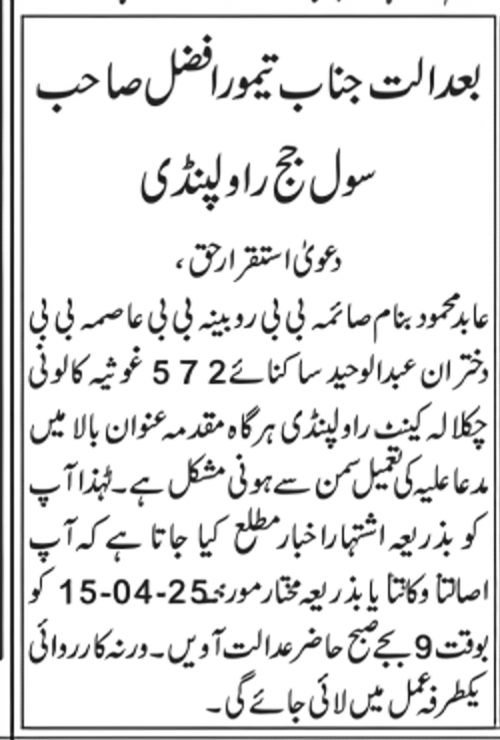 بعدالت جناب تیمور افضل صاحب
سول جج راولپنڈی
دعویٰ استقرار حق،
عابد محمود بنام صائمہ بی بی روبینہ بی بی عاصمہ بی بی
دختران عبدالوحید ساکنائے 572 غوثیہ کالونی
چکلالہ کینٹ راولپنڈی ہرگاہ مقدمہ عنوان بالا میں
مدعا علیہ کی تعمیل سمن سے ہونی مشکل ہے۔ لہٰذا آپ
کو بذریعہ اشتہار اخبار مطلع کیا جاتا ہے کہ آپ
اصالتاً وکالتاً یا بذریعہ مختار مورخہ 15-04-25 کو
بوقت 9 بجے صبح حاضر عدالت آویں۔ ورنہ کارروائی
یکطرفہ عمل میں لائی جائے گی۔